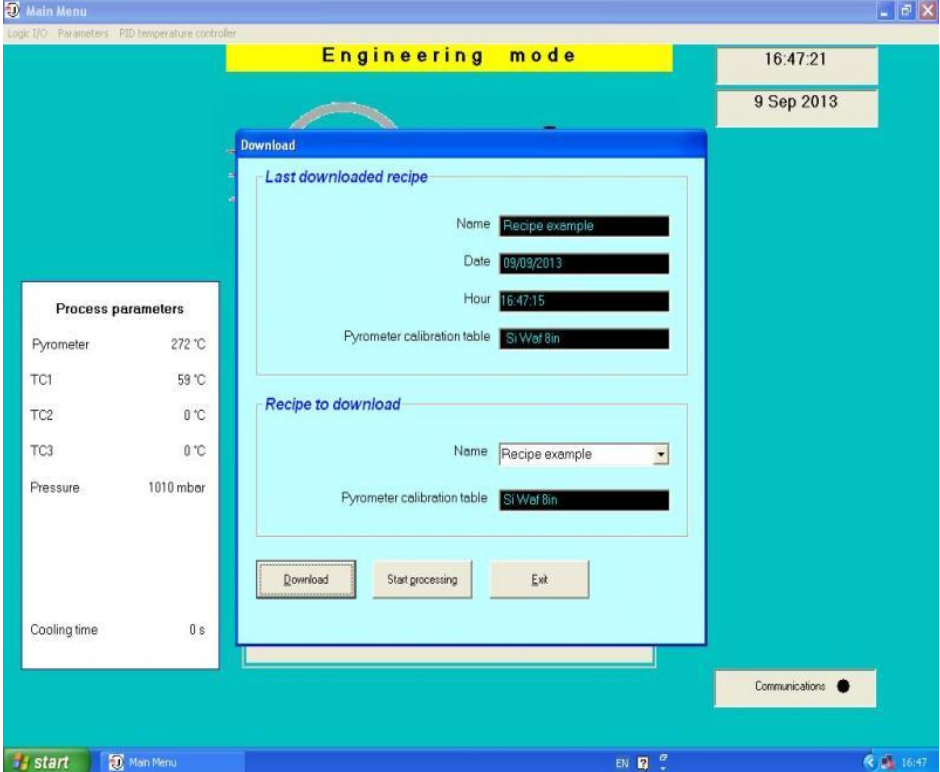 Main Menu
Logic I/O Parameters PID temperature controller
Engineering mode
16:47:21
9 Sep 2013
Download
Last downloaded recipe
Name Recipe example
Date 09/09/2013
Hour 16:47:15
Pyrometer calibration table Si Waf 8in
Process parameters
Pyrometer 272 °C
TC1 59 °C
TC2 0 °C
TC3 0 °C
Pressure 1010 mbar
Cooling time 0 s
Recipe to download
Name Recipe example
Pyrometer calibration table Si Waf 8in
Download Start processing Exit
Communications
start Main Menu EN ? 16:47